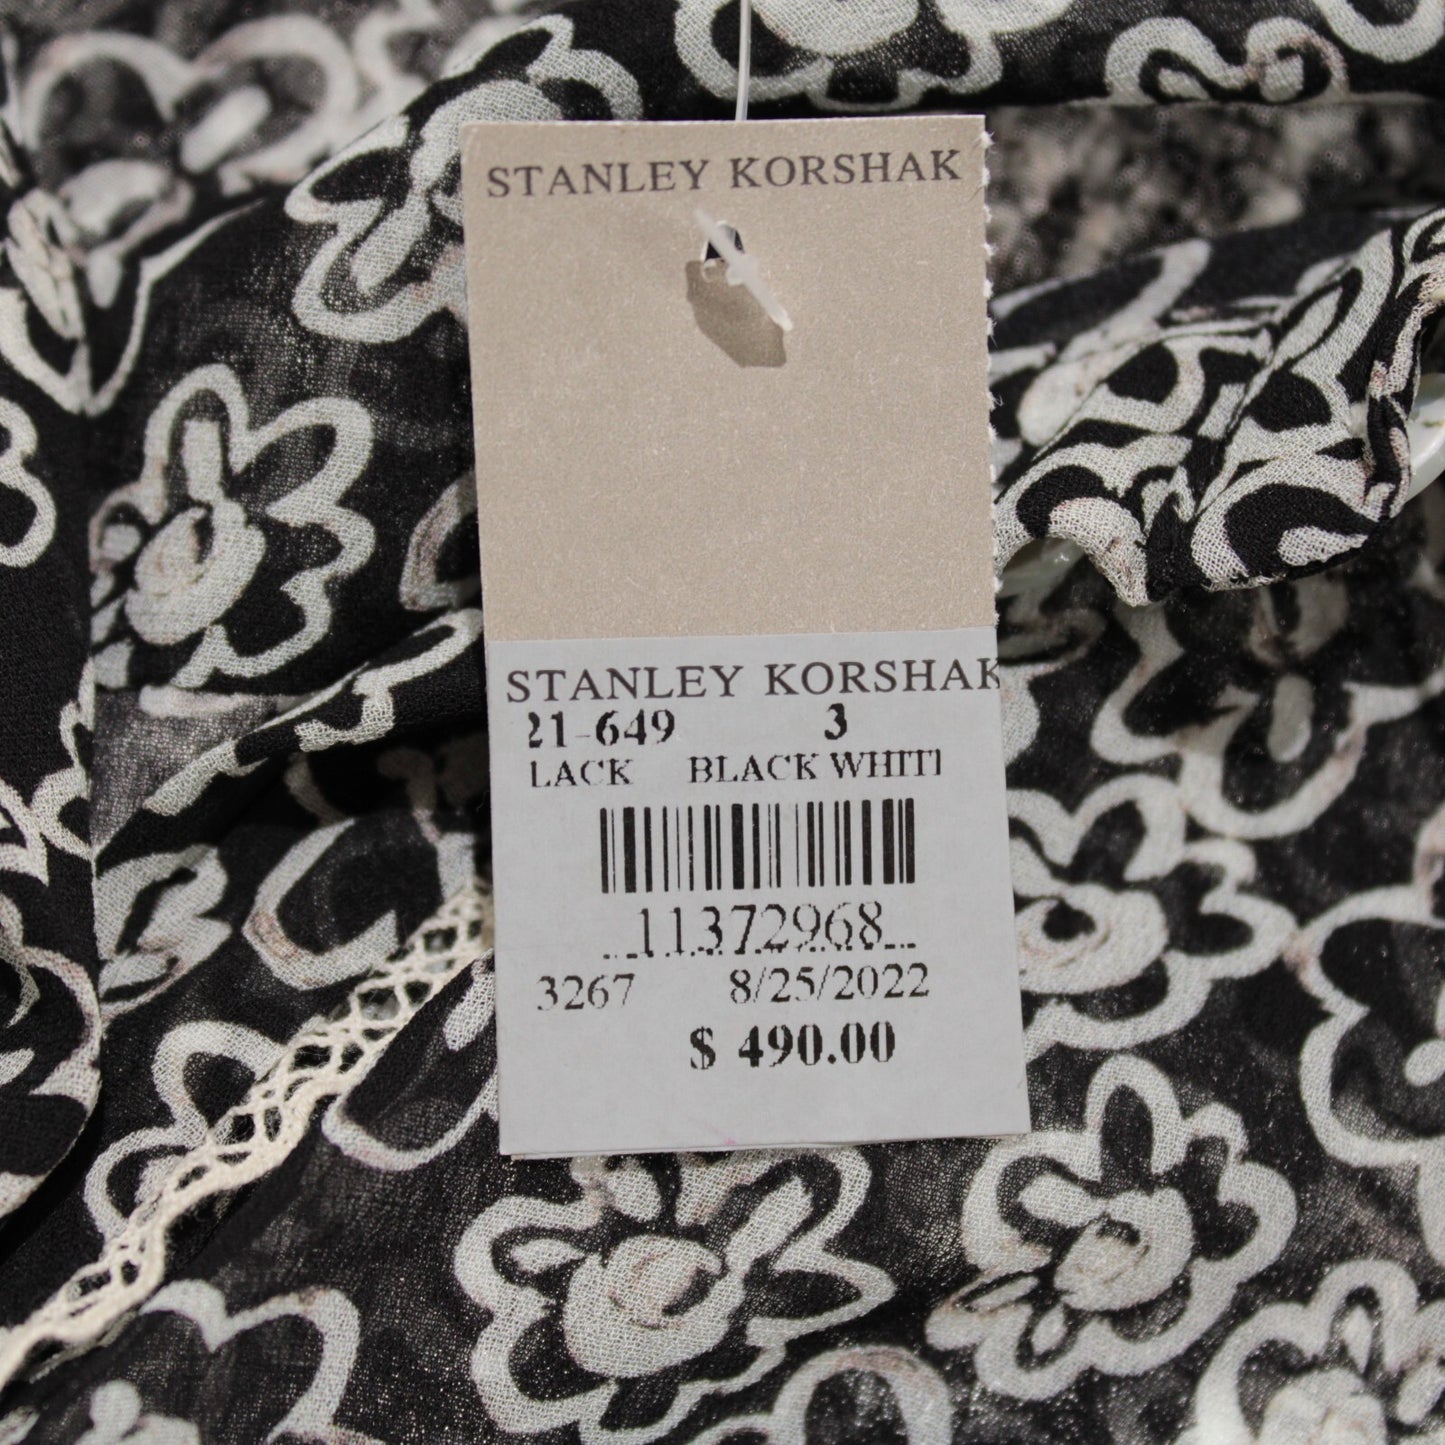 STANLEY KORSHAK
STANLEY KORSHAK
21-649 3
LACK BLACK WHITI
11372968
3267 8/25/2022
$ 490.00